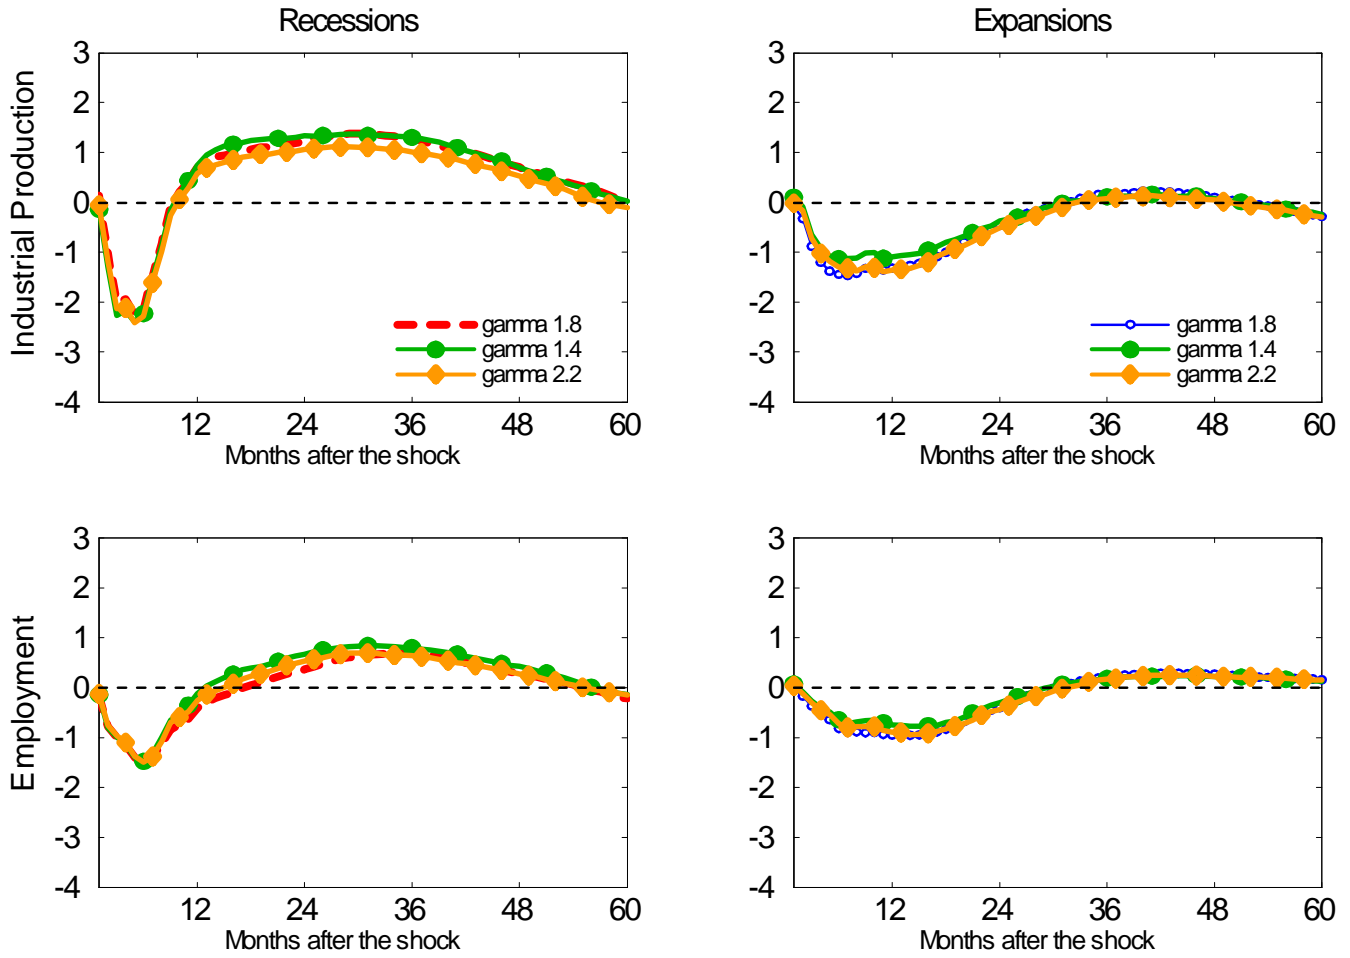 Recessions
Expansions
Industrial Production
3
2
1
0
-1
-2
-3
-4
gamma 1.8
gamma 1.4
gamma 2.2
12 24 36 48 60
Months after the shock
3
2
1
0
-1
-2
-3
-4
gamma 1.8
gamma 1.4
gamma 2.2
12 24 36 48 60
Months after the shock
Employment
3
2
1
0
-1
-2
-3
-4
12 24 36 48 60
Months after the shock
3
2
1
0
-1
-2
-3
-4
12 24 36 48 60
Months after the shock